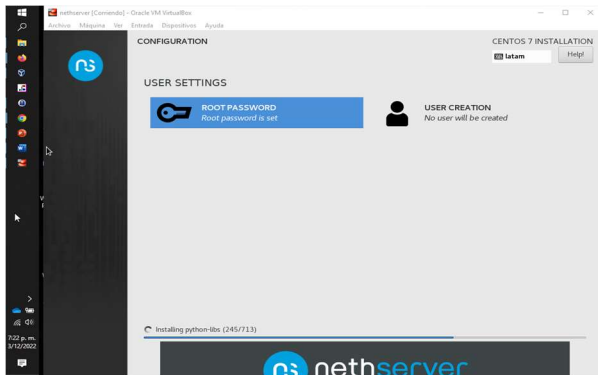 nethserver [Corriendo] - Oracle VM VirtualBox
Archivo Máquina Ver Entrada Dispositivos Ayuda
CONFIGURATION
CENTOS 7 INSTALLATION
latam
Help!
ns
USER SETTINGS
ROOT PASSWORD
Root password is set
USER CREATION
No user will be created
Installing python-libs (245/713)
7:22 p. m.
3/12/2022
ns nethserver